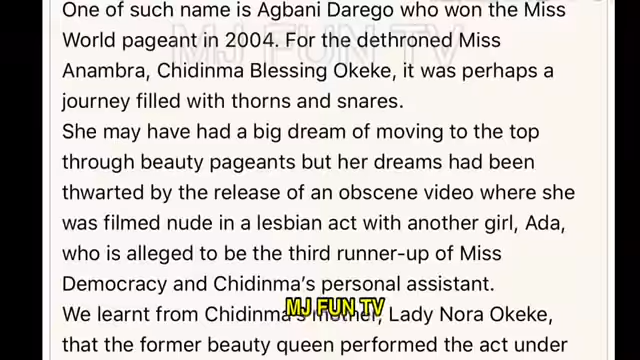 One of such name is Agbani Darego who won the Miss
World pageant in 2004. For the dethroned Miss
Anambra, Chidinma Blessing Okeke, it was perhaps a
journey filled with thorns and snares.
She may have had a big dream of moving to the top
through beauty pageants but her dreams had been
thwarted by the release of an obscene video where she
was filmed nude in a lesbian act with another girl, Ada,
who is alleged to be the third runner-up of Miss
Democracy and Chidinma's personal assistant.
MJ FUN TV
We learnt from Chidinma's mother, Lady Nora Okeke,
that the former beauty queen performed the act under
MJ FUN TV